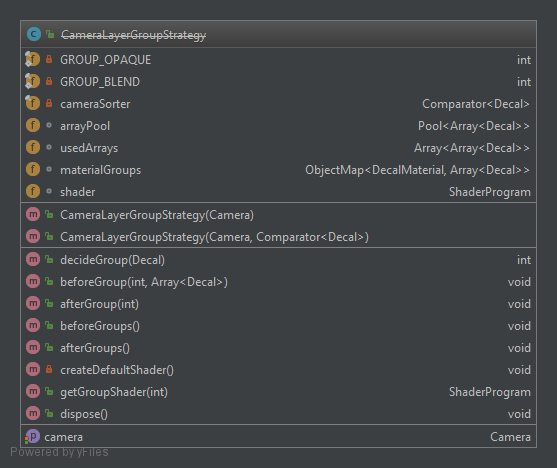 C CameraLayerGroupStrategy
f GROUP_OPAQUE int
f GROUP_BLEND int
f cameraSorter Comparator<Decal>
f arrayPool Pool<Array<Decal>>
f usedArrays Array<Array<Decal>>
f materialGroups ObjectMap<DecalMaterial, Array<Decal>>
f shader ShaderProgram
m CameraLayerGroupStrategy(Camera)
m CameraLayerGroupStrategy(Camera, Comparator<Decal>)
m decideGroup(Decal) int
m beforeGroup(int, Array<Decal>) void
m afterGroup(int) void
m beforeGroups() void
m afterGroups() void
m createDefaultShader() void
m getGroupShader(int) ShaderProgram
m dispose() void
p camera Camera
Powered by yFiles